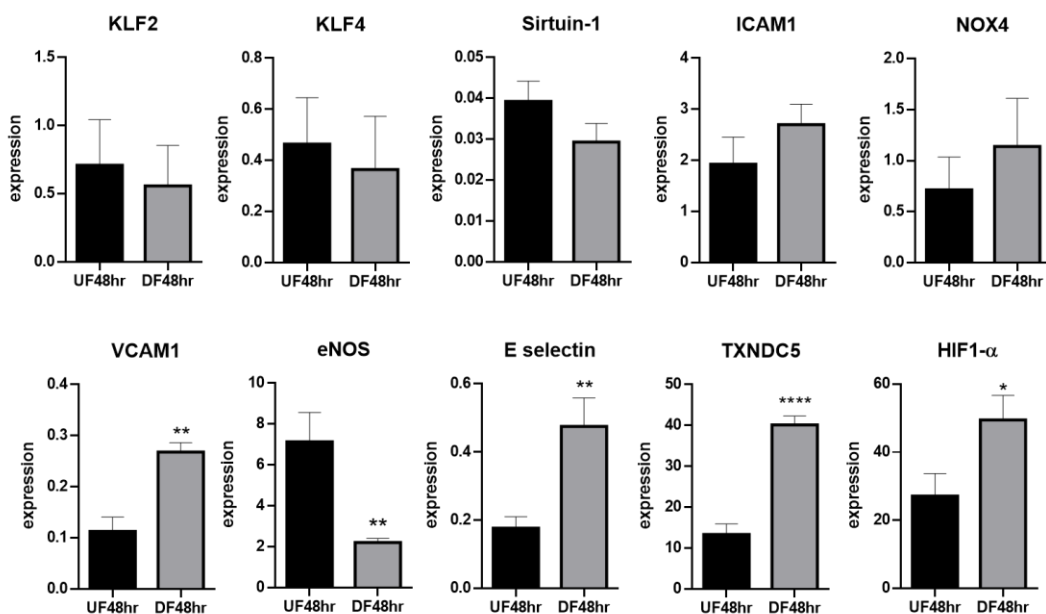 KLF2 KLF4 Sirtuin-1 ICAM1 NOX4
expression expression expression expression expression
1.5 0.8 0.05 4 2.0
0.04
0.6 3 1.5
1.0 0.03
0.4 2 1.0
0.02
0.5
0.2 1 0.5
0.01
0.0 0.0 0.00 0 0.0
UF48hr DF48hr UF48hr DF48hr UF48hr DF48hr UF48hr DF48hr UF48hr DF48hr
VCAM1 eNOS E selectin TXNDC5 HIF1-α
expression expression expression expression expression
0.4 10 0.6 50 60
** **** *
8 40
0.3 **
0.4 40
6 30
0.2
4 20
** 0.2 20
0.1
2 10
0.0 0 0.0 0 0
UF48hr DF48hr UF48hr DF48hr UF48hr DF48hr UF48hr DF48hr UF48hr DF48hr